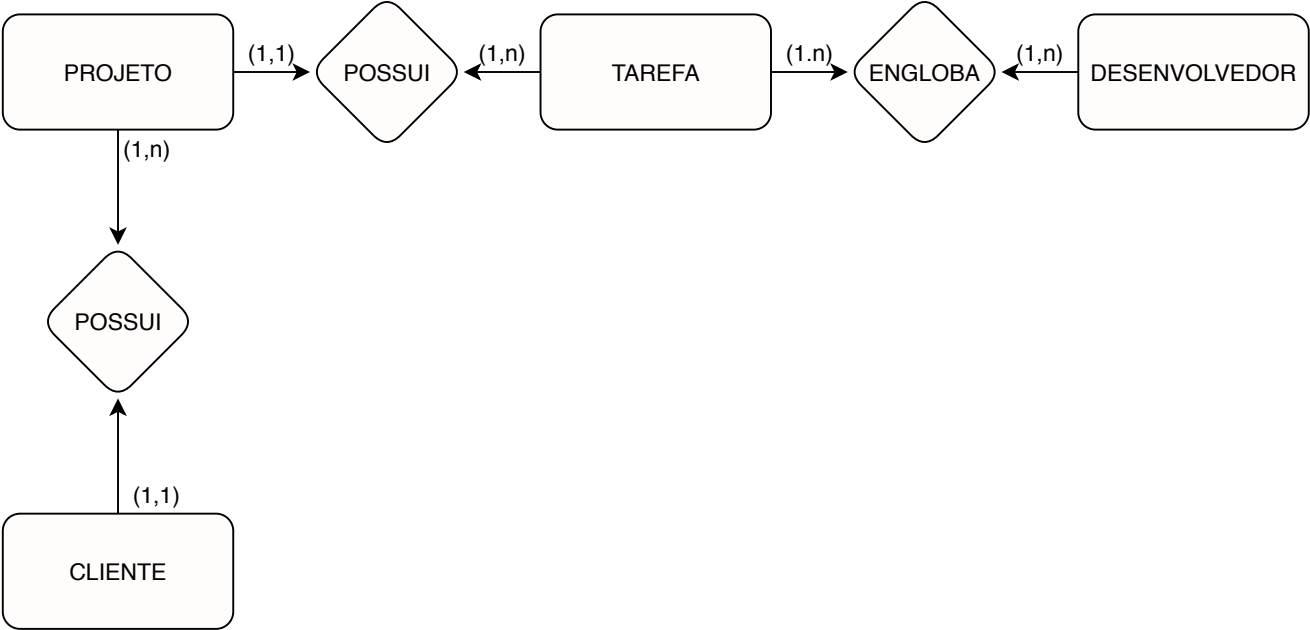 PROJETO
(1,1)
POSSUI
(1,n)
TAREFA
(1.n)
ENGLOBA
(1,n)
DESENVOLVEDOR
(1,n)
POSSUI
(1,1)
CLIENTE